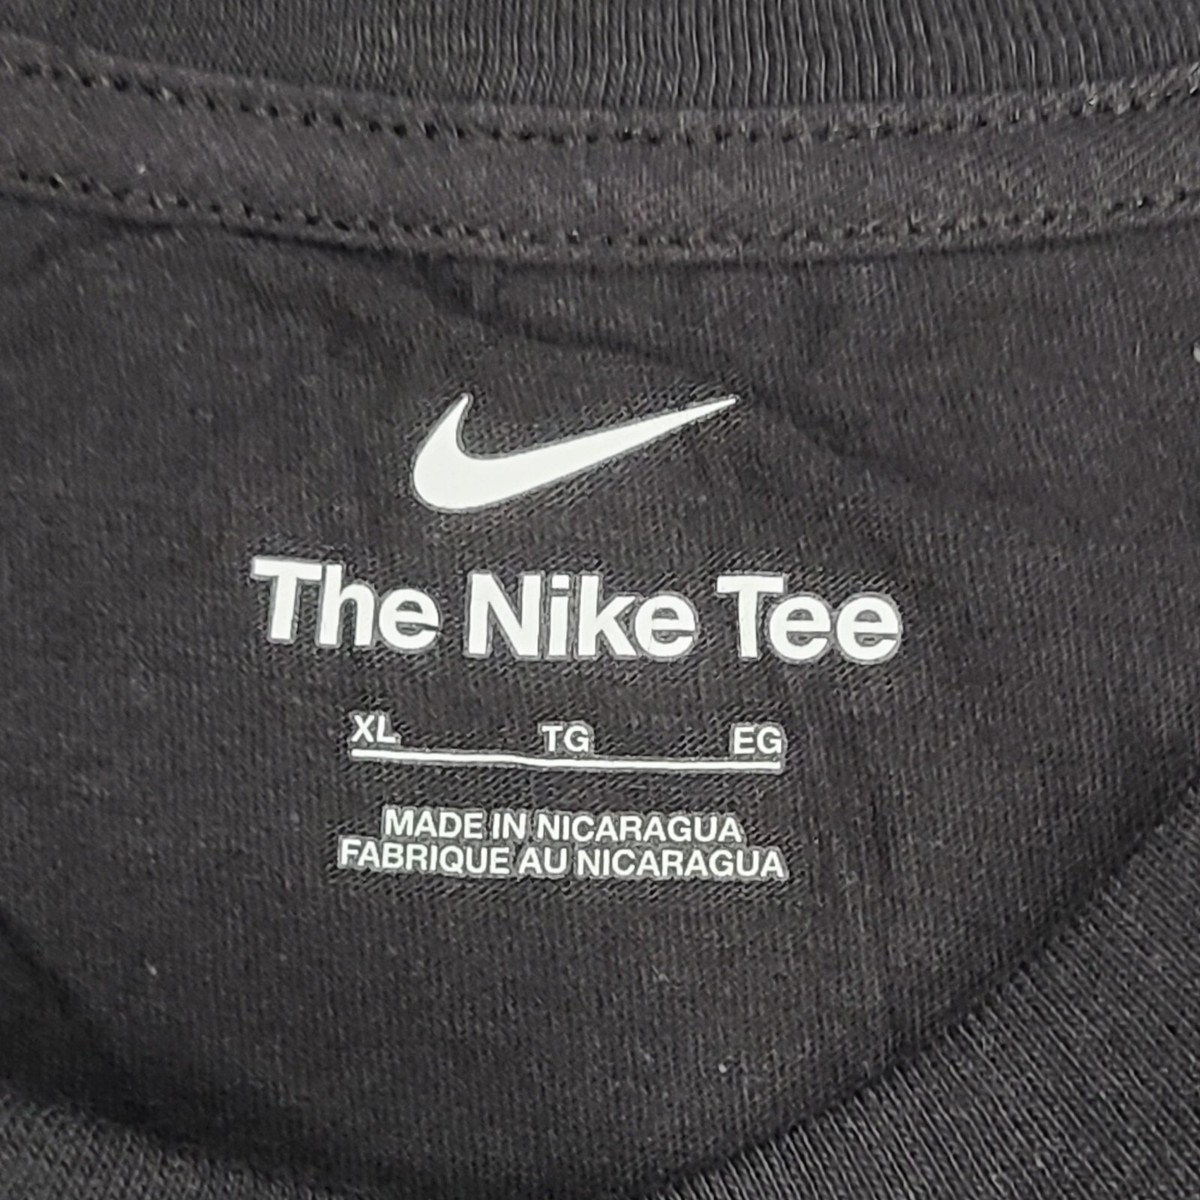 The Nike Tee
XL TG EG
MADE IN NICARAGUA
FABRIQUE AU NICARAGUA